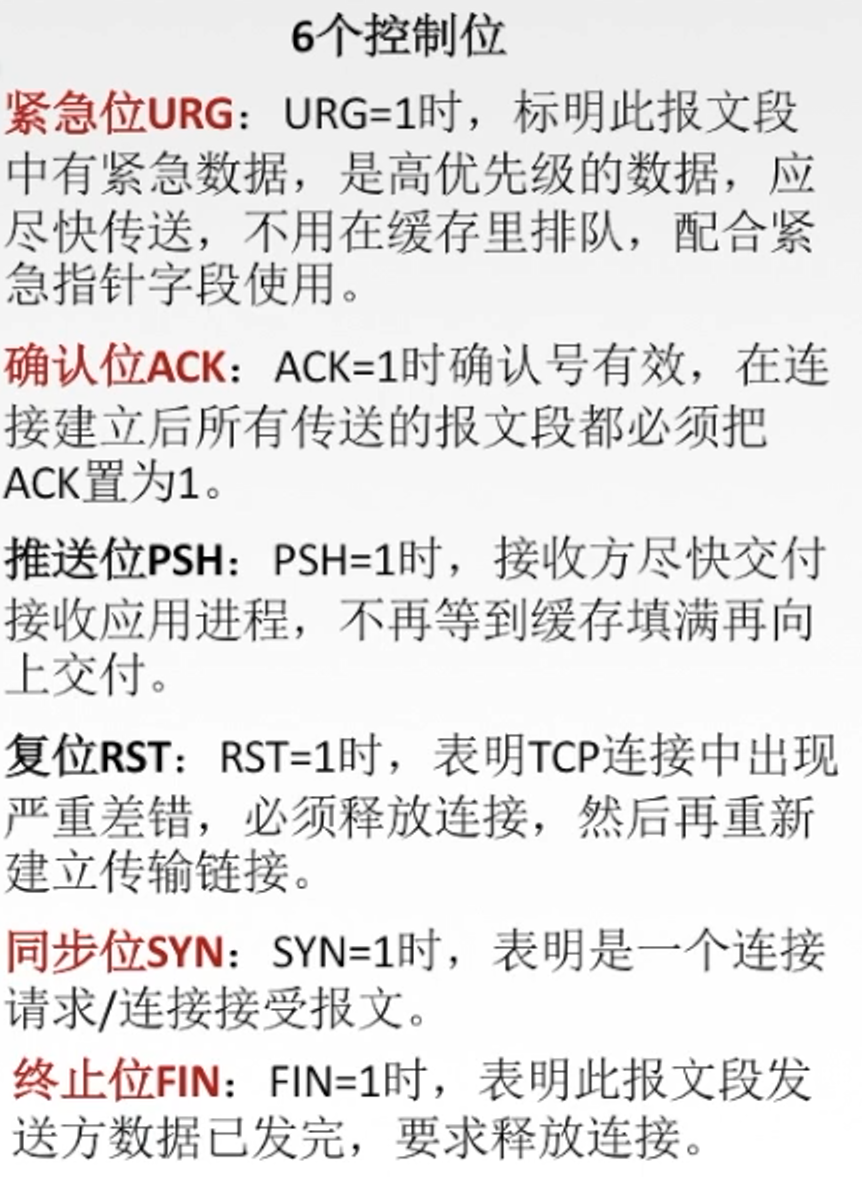 6个控制位
紧急位URG：URG=1时，标明此报文段
中有紧急数据，是高优先级的数据，应
尽快传送，不用在缓存里排队，配合紧
急指针字段使用。
确认位ACK：ACK=1时确认号有效，在连
接建立后所有传送的报文段都必须把
ACK置为1。
推送位PSH：PSH=1时，接收方尽快交付
接收应用进程，不再等到缓存填满再向
上交付。
复位RST：RST=1时，表明TCP连接中出现
严重差错，必须释放连接，然后再重新
建立传输链接。
同步位SYN：SYN=1时，表明是一个连接
请求/连接接受报文。
终止位FIN：FIN=1时，表明此报文段发
送方数据已发完，要求释放连接。